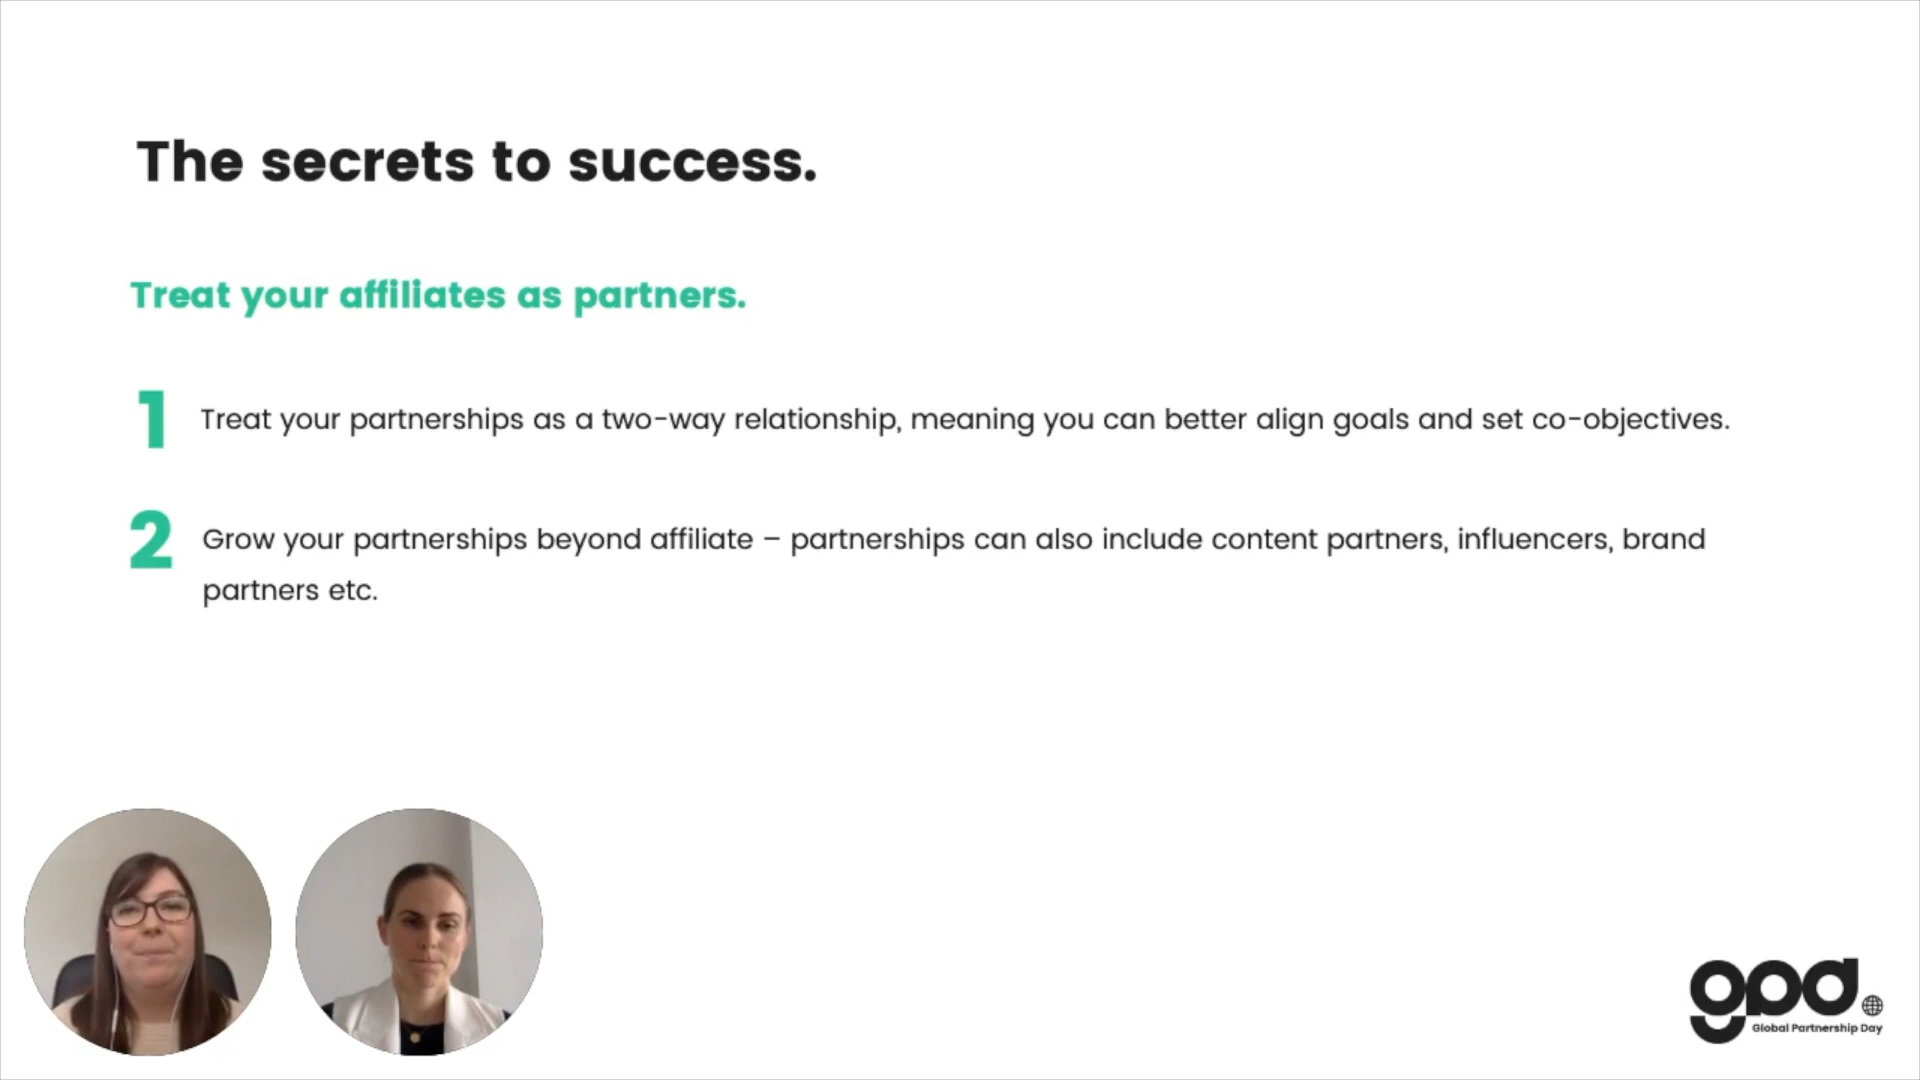 The secrets to success.
Treat your affiliates as partners.
1 Treat your partnerships as a two-way relationship, meaning you can better align goals and set co-objectives.
2 Grow your partnerships beyond affiliate – partnerships can also include content partners, influencers, brand
partners etc.
gpd.
Global Partnership Day